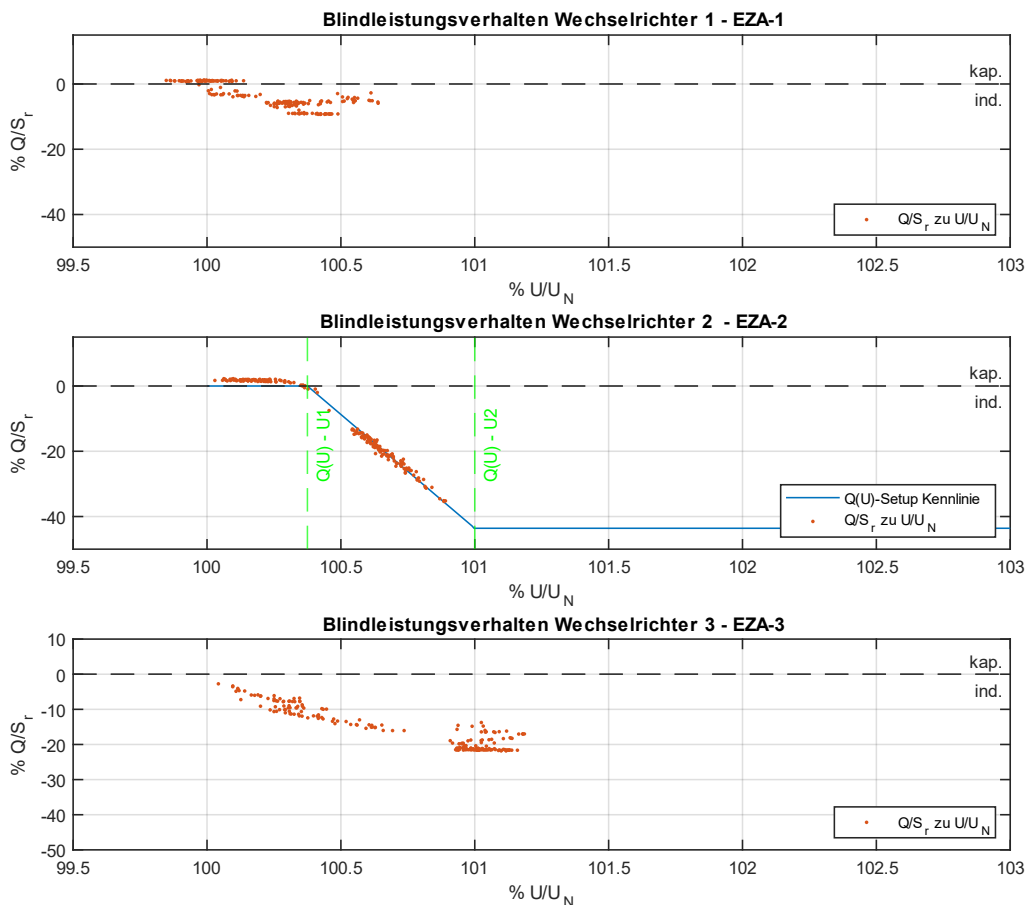 Blindleistungsverhalten Wechselrichter 1 - EZA-1
% Q/S_r
0
-20
-40
kap.
ind.
Q/S_r zu U/U_N
99.5 100 100.5 101 101.5 102 102.5 103
% U/U_N
Blindleistungsverhalten Wechselrichter 2 - EZA-2
% Q/S_r
0
-20
-40
kap.
ind.
Q(U) - U1
Q(U) - U2
Q(U)-Setup Kennlinie
Q/S_r zu U/U_N
99.5 100 100.5 101 101.5 102 102.5 103
% U/U_N
Blindleistungsverhalten Wechselrichter 3 - EZA-3
% Q/S_r
10
0
-10
-20
-30
-40
-50
kap.
ind.
Q/S_r zu U/U_N
99.5 100 100.5 101 101.5 102 102.5 103
% U/U_N